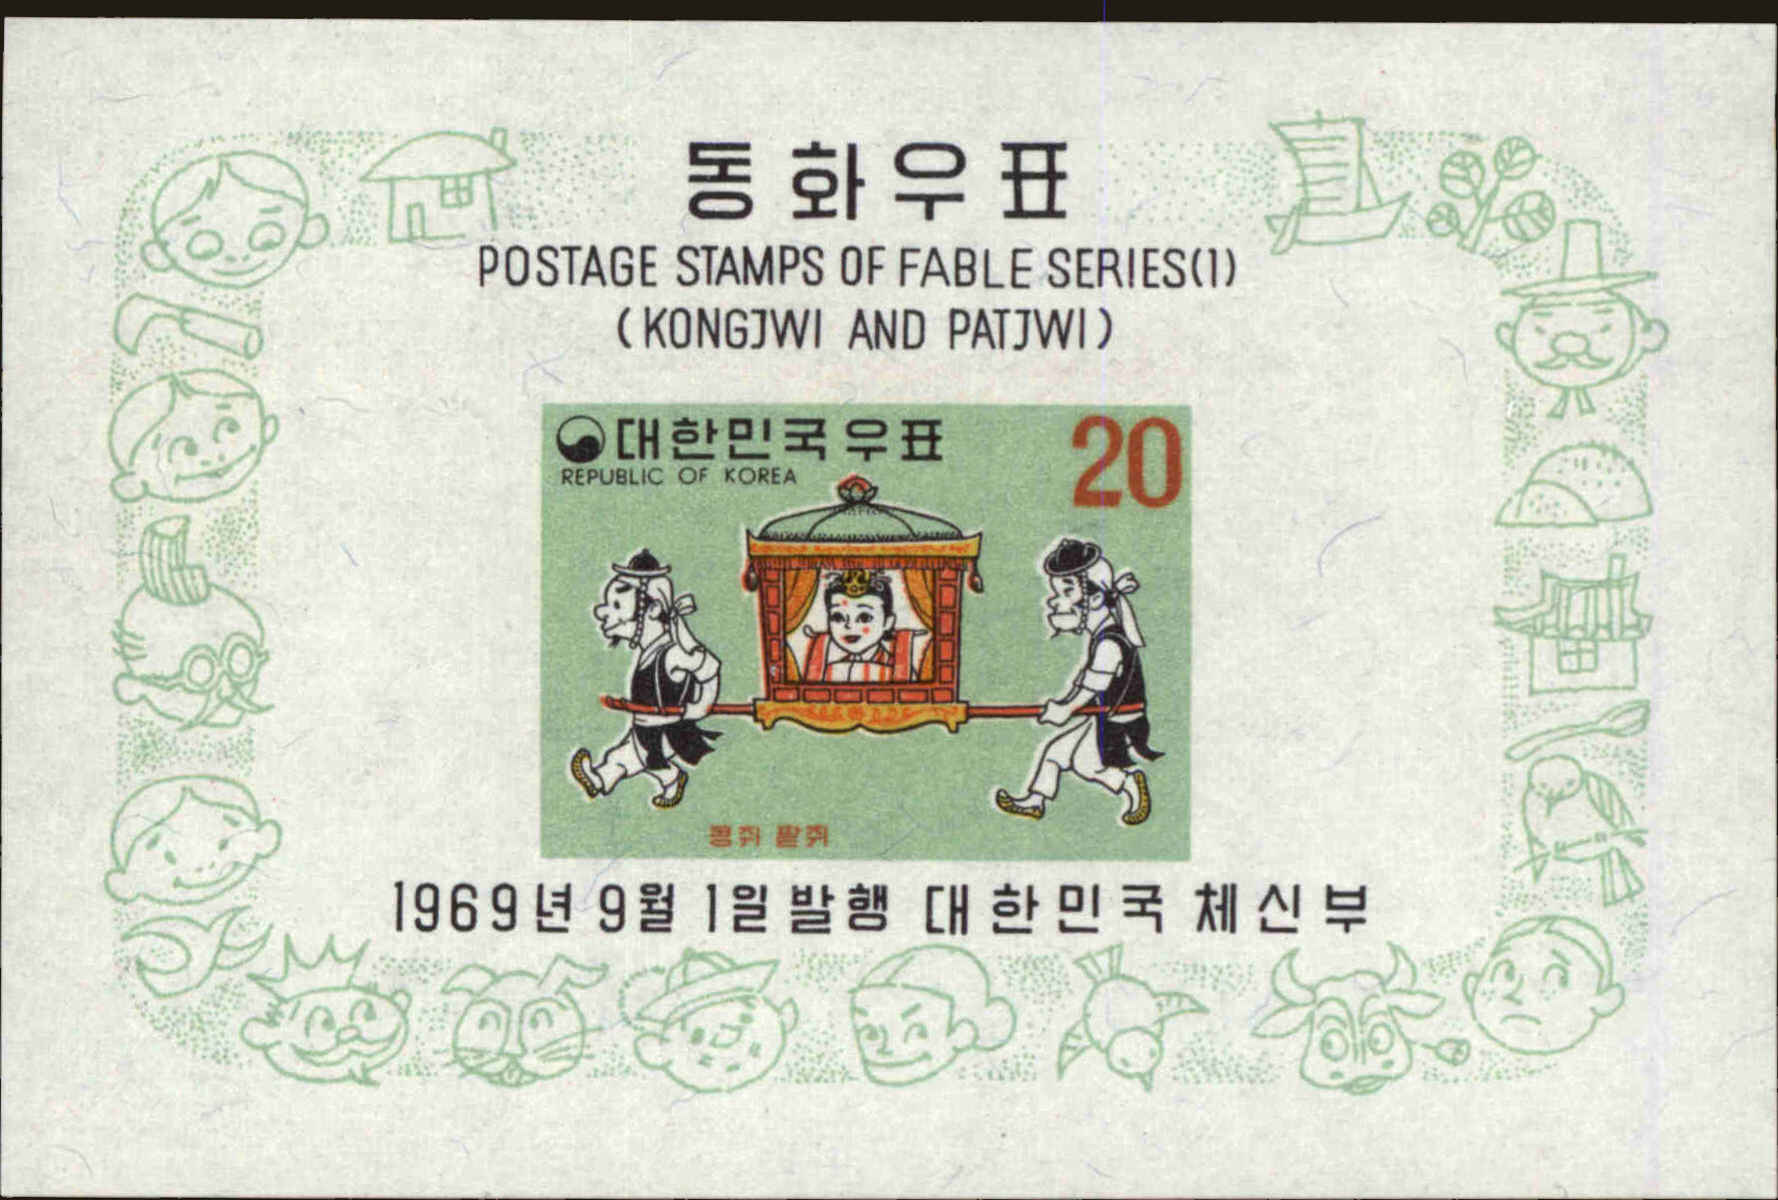 동화우표
POSTAGE STAMPS OF FABLE SERIES(1)
(KONGJWI AND PATJWI)
대한민국우표
REPUBLIC OF KOREA
20
콩쥐 팥쥐
1969년 9월 1일 발행 대한민국 체신부